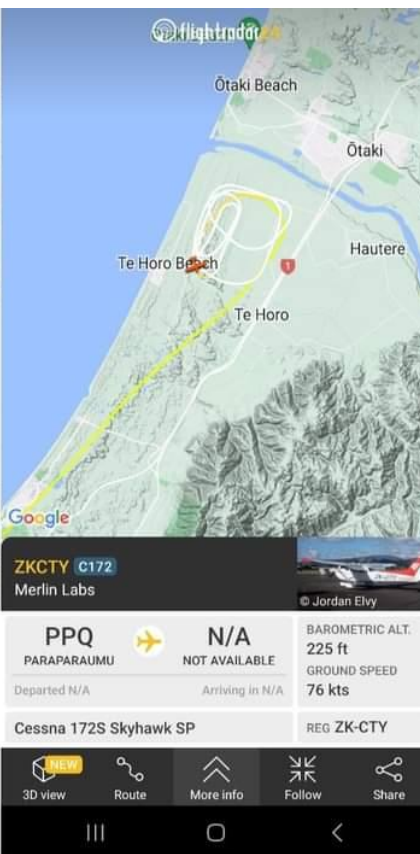 flightradar24
Ōtaki Beach
Ōtaki
Hautere
Te Horo Beach
1
Te Horo
Google
ZKCTY C172
Merlin Labs
© Jordan Elvy
PPQ
PARAPARAUMU
N/A
NOT AVAILABLE
Departed N/A
Arriving in N/A
BAROMETRIC ALT.
225 ft
GROUND SPEED
76 kts
Cessna 172S Skyhawk SP
REG ZK-CTY
NEW
3D view
Route
More info
Follow
Share